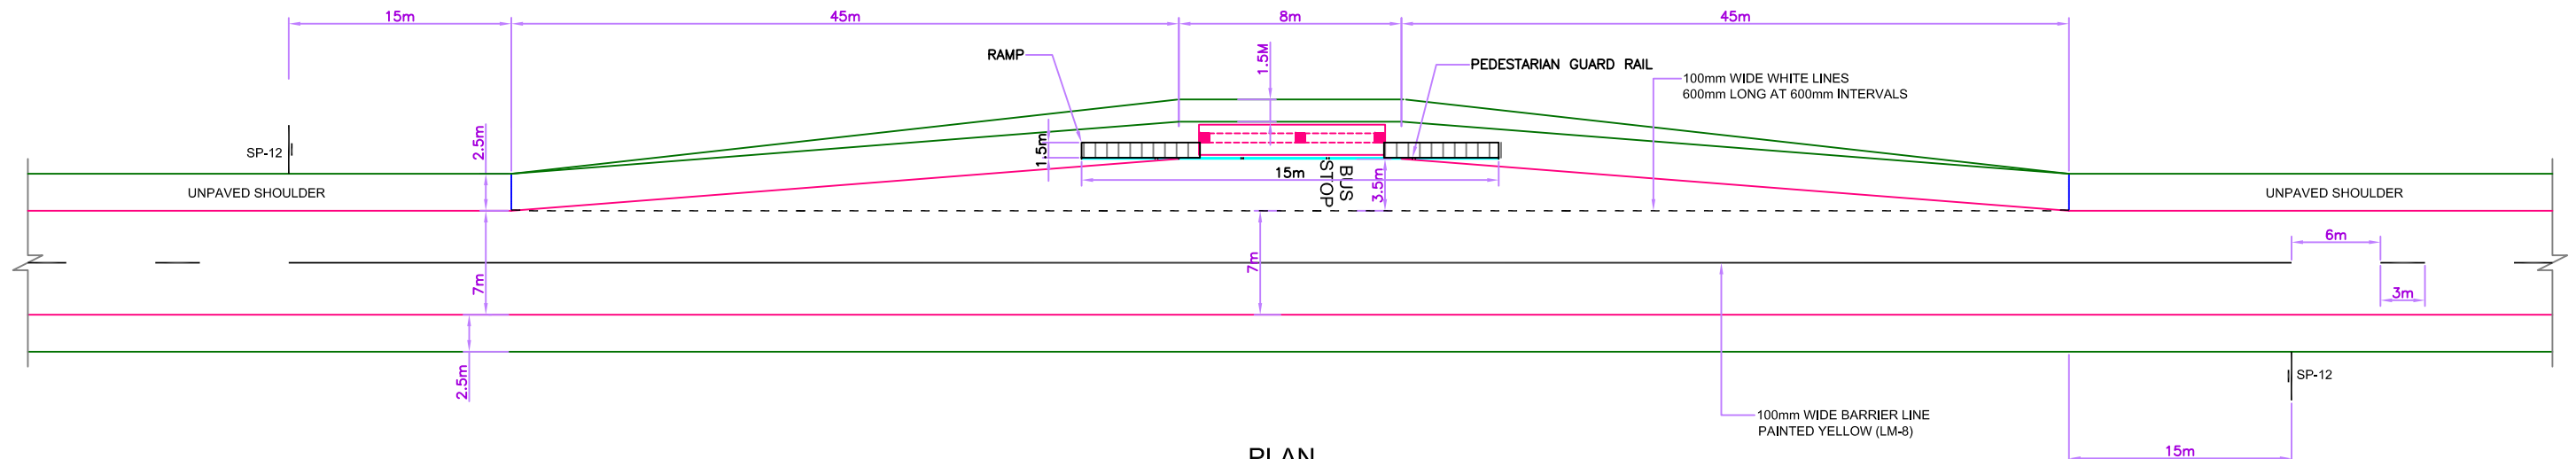 15m
45m
8m
45m
RAMP
1.5M
PEDESTARIAN GUARD RAIL
100mm WIDE WHITE LINES
600mm LONG AT 600mm INTERVALS
SP-12
2.5m
1.5m
15m
BUS
STOP
3.5m
UNPAVED SHOULDER
UNPAVED SHOULDER
7m
7m
6m
3m
2.5m
SP-12
100mm WIDE BARRIER LINE
PAINTED YELLOW (LM-8)
15m
PLAN